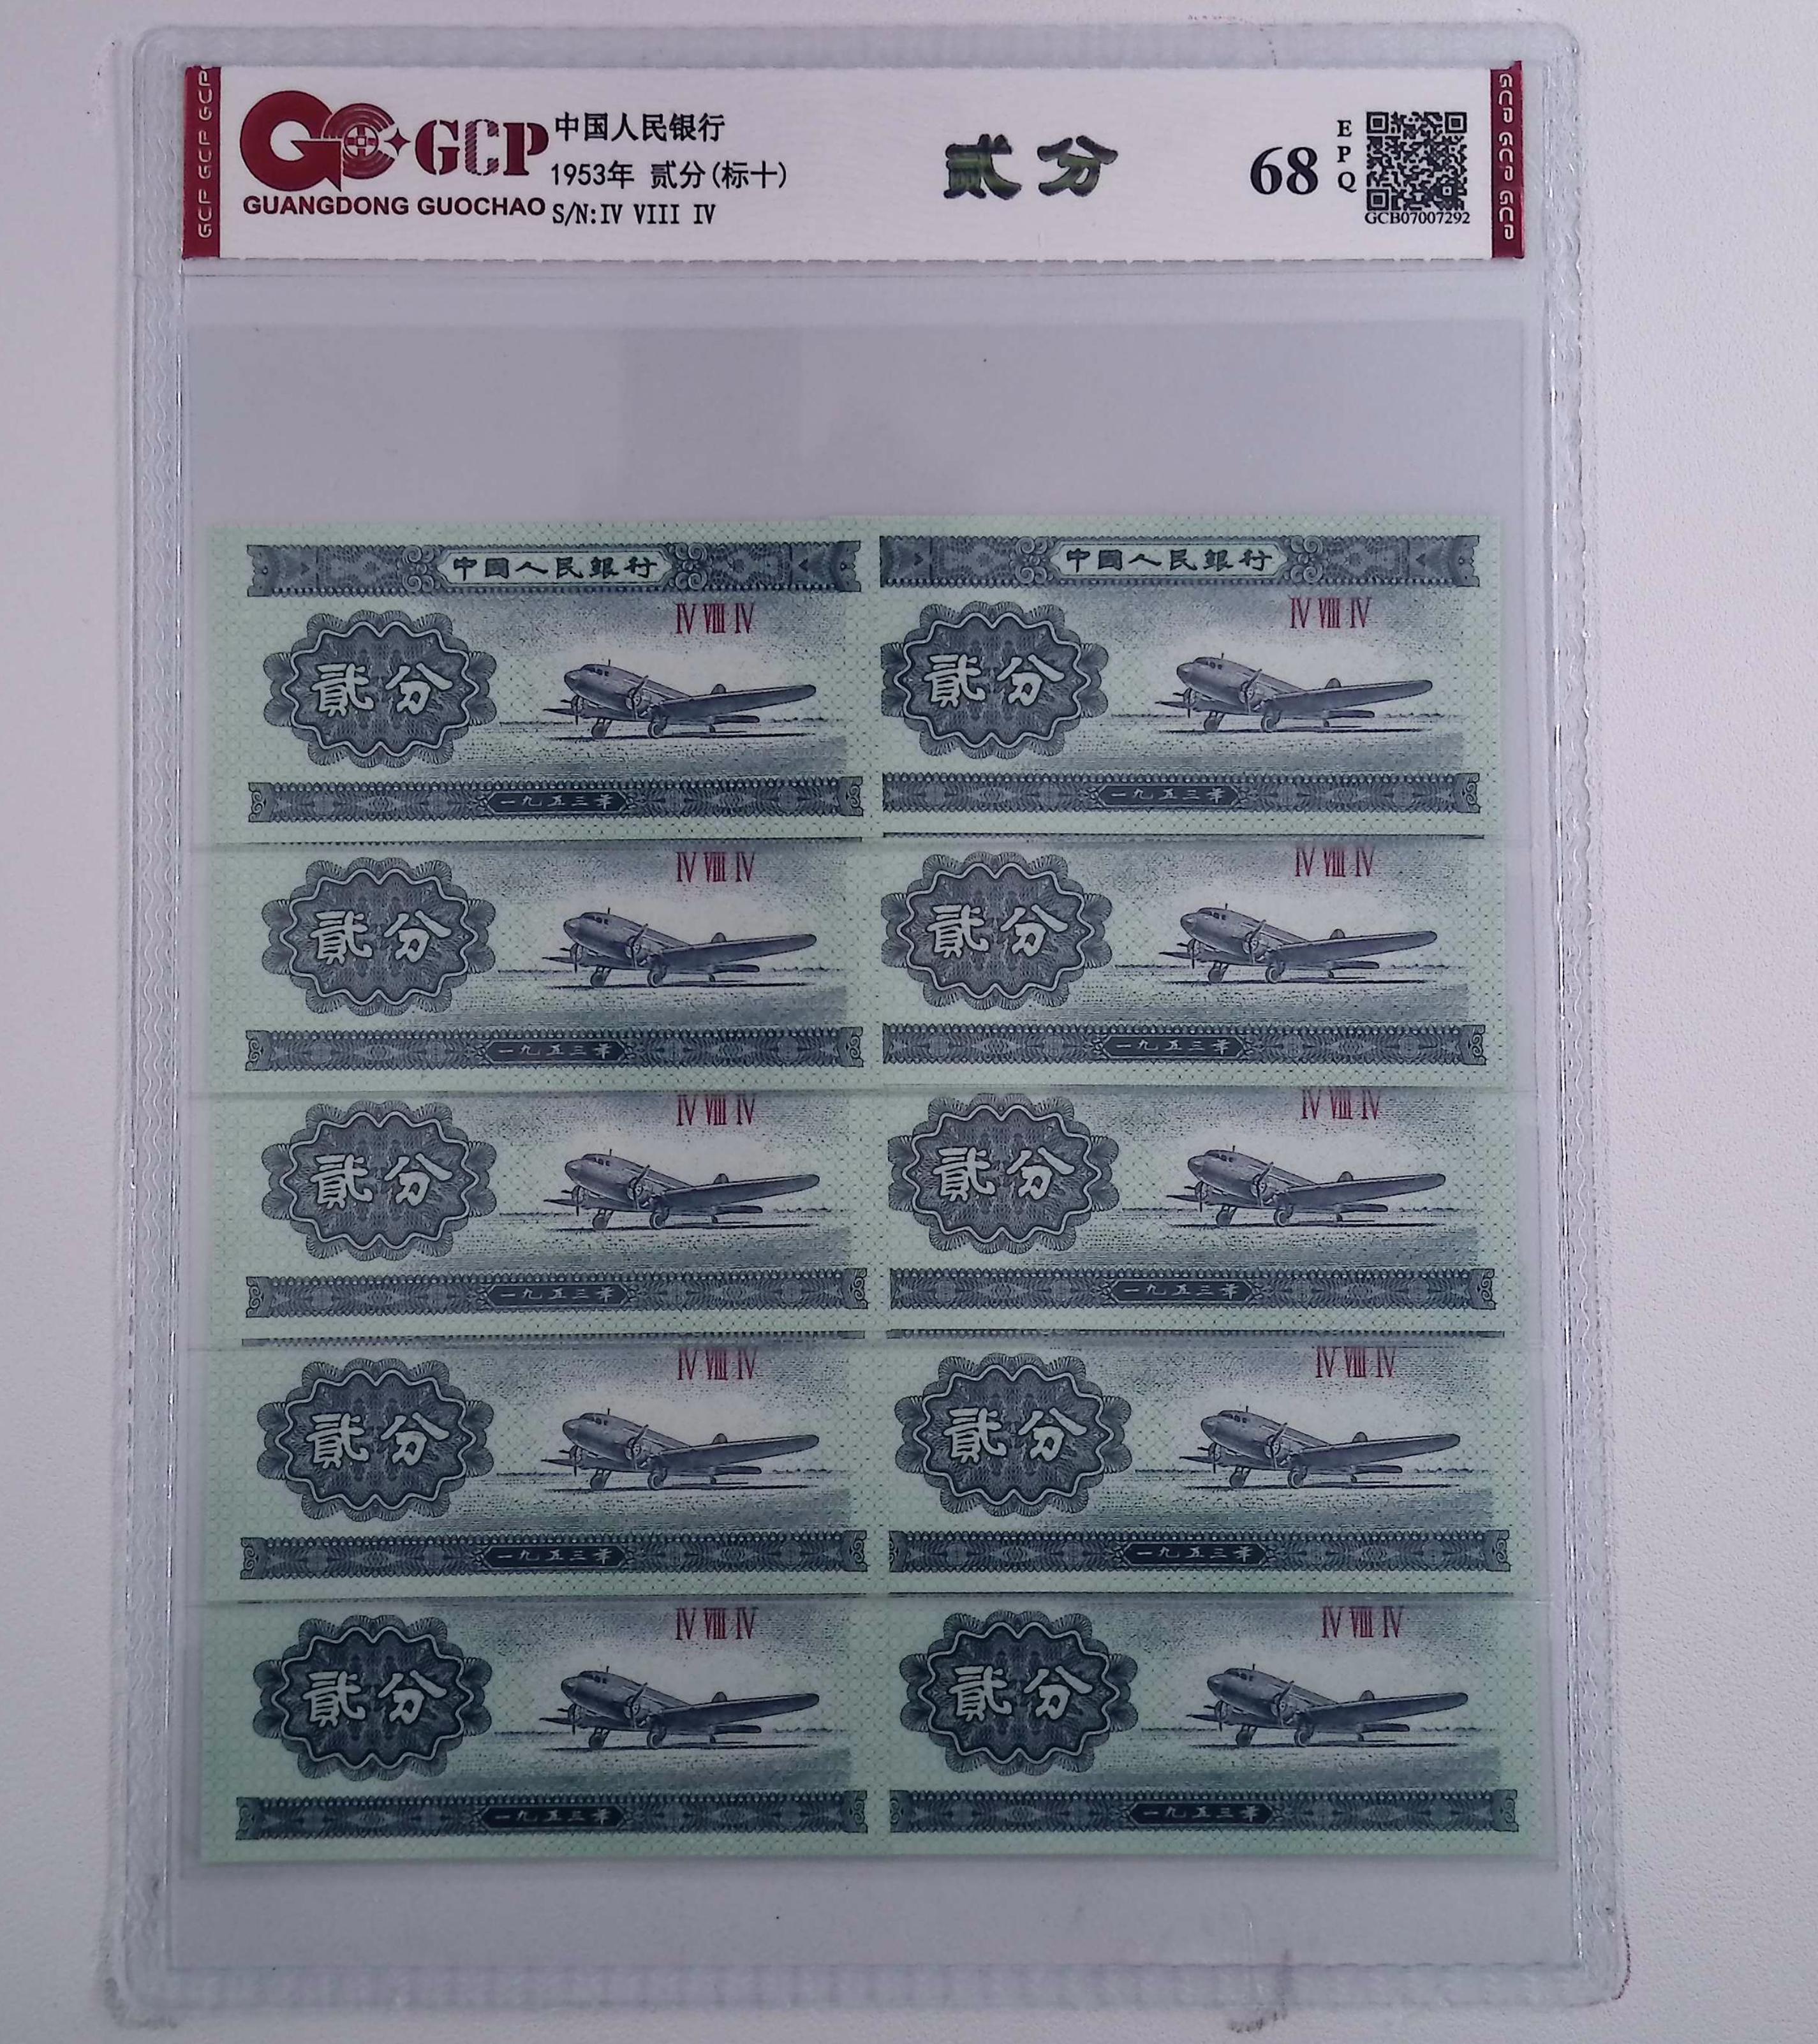 GCP
GUANGDONG GUOCHAO
中国人民银行
1953年 贰分(标十)
S/N:IV VIII IV
贰分
68
EPQ
GCB07007292
GCP GCP GCP GCP
中國人民銀行
IV VIII IV
貳分
一九五三年
中國人民銀行
IV VIII IV
貳分
一九五三年
IV VIII IV
貳分
一九五三年
IV VIII IV
貳分
一九五三年
IV VIII IV
貳分
一九五三年
IV VIII IV
貳分
一九五三年
IV VIII IV
貳分
一九五三年
IV VIII IV
貳分
一九五三年
IV VIII IV
貳分
一九五三年
IV VIII IV
貳分
一九五三年